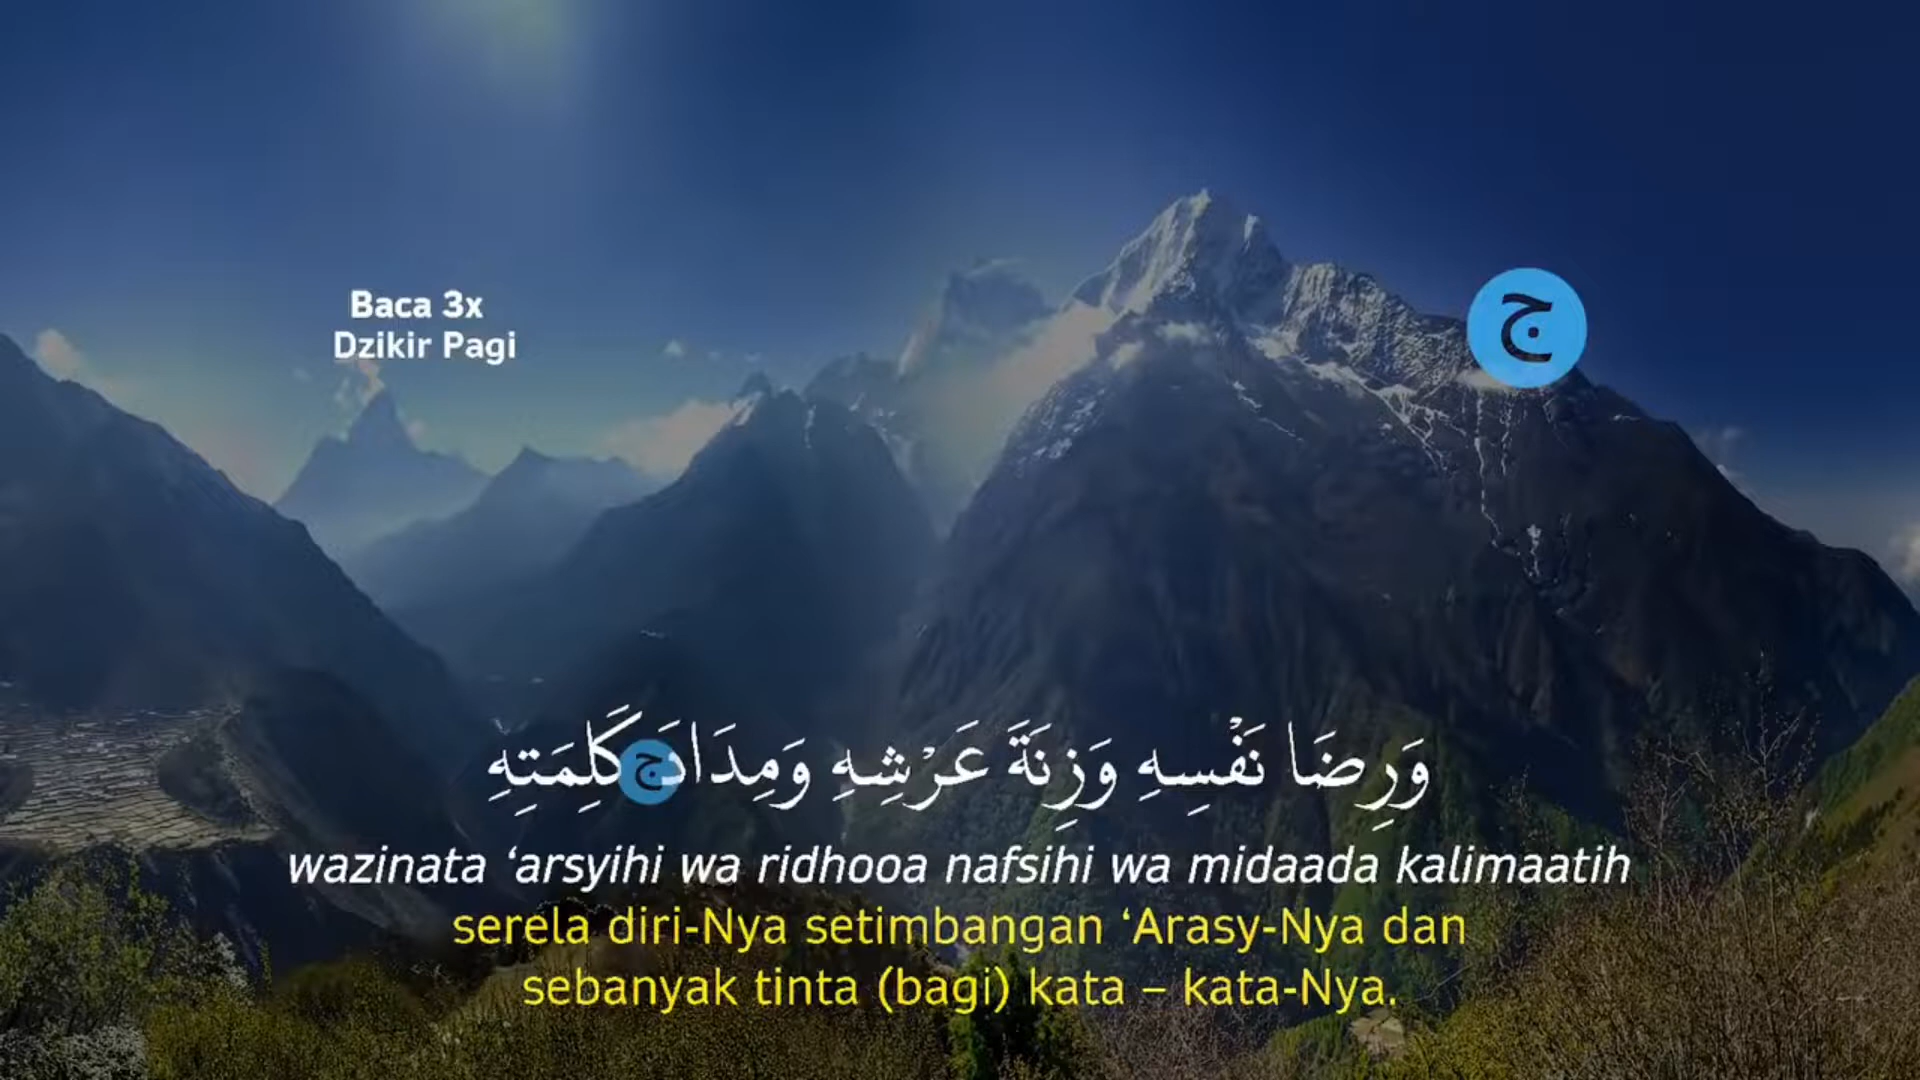 Baca 3x
Dzikir Pagi
ج
وَرِضَا نَفْسِهِ وَزِنَةَ عَرْشِهِ وَمِدَادَ كَلِمَتِهِ
ج
wazinata ‘arsyihi wa ridhooa nafsihi wa midaada kalimaatih
serela diri-Nya setimbangan ‘Arasy-Nya dan
sebanyak tinta (bagi) kata – kata-Nya.